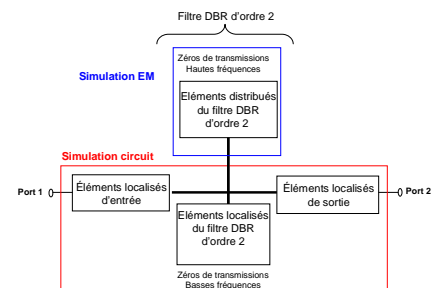 Filtre DBR d'ordre 2
Zéros de transmissions
Hautes fréquences
Simulation EM
Eléments distribués
du filtre DBR
d'ordre 2
Simulation circuit
Port 1
Éléments localisés
d'entrée
Éléments localisés
de sortie
Port 2
Eléments localisés
du filtre DBR
d'ordre 2
Zéros de transmissions
Basses fréquences